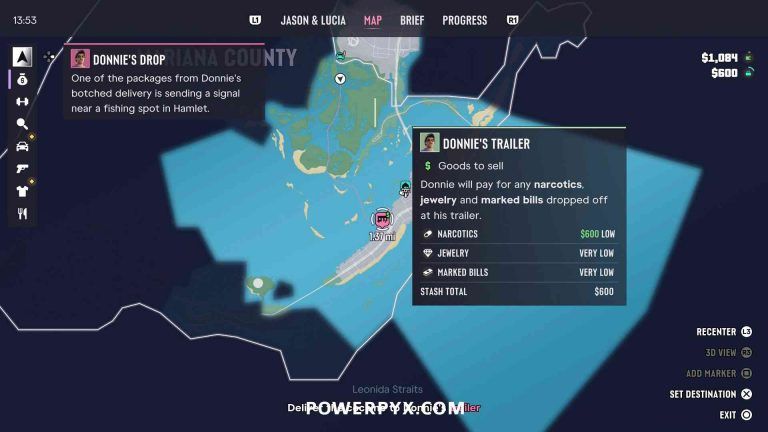 13:53
L1 JASON & LUCIA MAP BRIEF PROGRESS R1
COUNTY
$1,084
$600
DONNIE'S DROP
One of the packages from Donnie's
botched delivery is sending a signal
near a fishing spot in Hamlet.
DONNIE'S TRAILER
$ Goods to sell
Donnie will pay for any narcotics,
jewelry and marked bills dropped off
at his trailer.
NARCOTICS $600 LOW
JEWELRY VERY LOW
MARKED BILLS VERY LOW
STASH TOTAL $600
1.37 mi
RECENTER L3
3D VIEW R3
ADD MARKER
SET DESTINATION
EXIT
Leonida Straits
Donnie's trailer
POWERPYX.COM